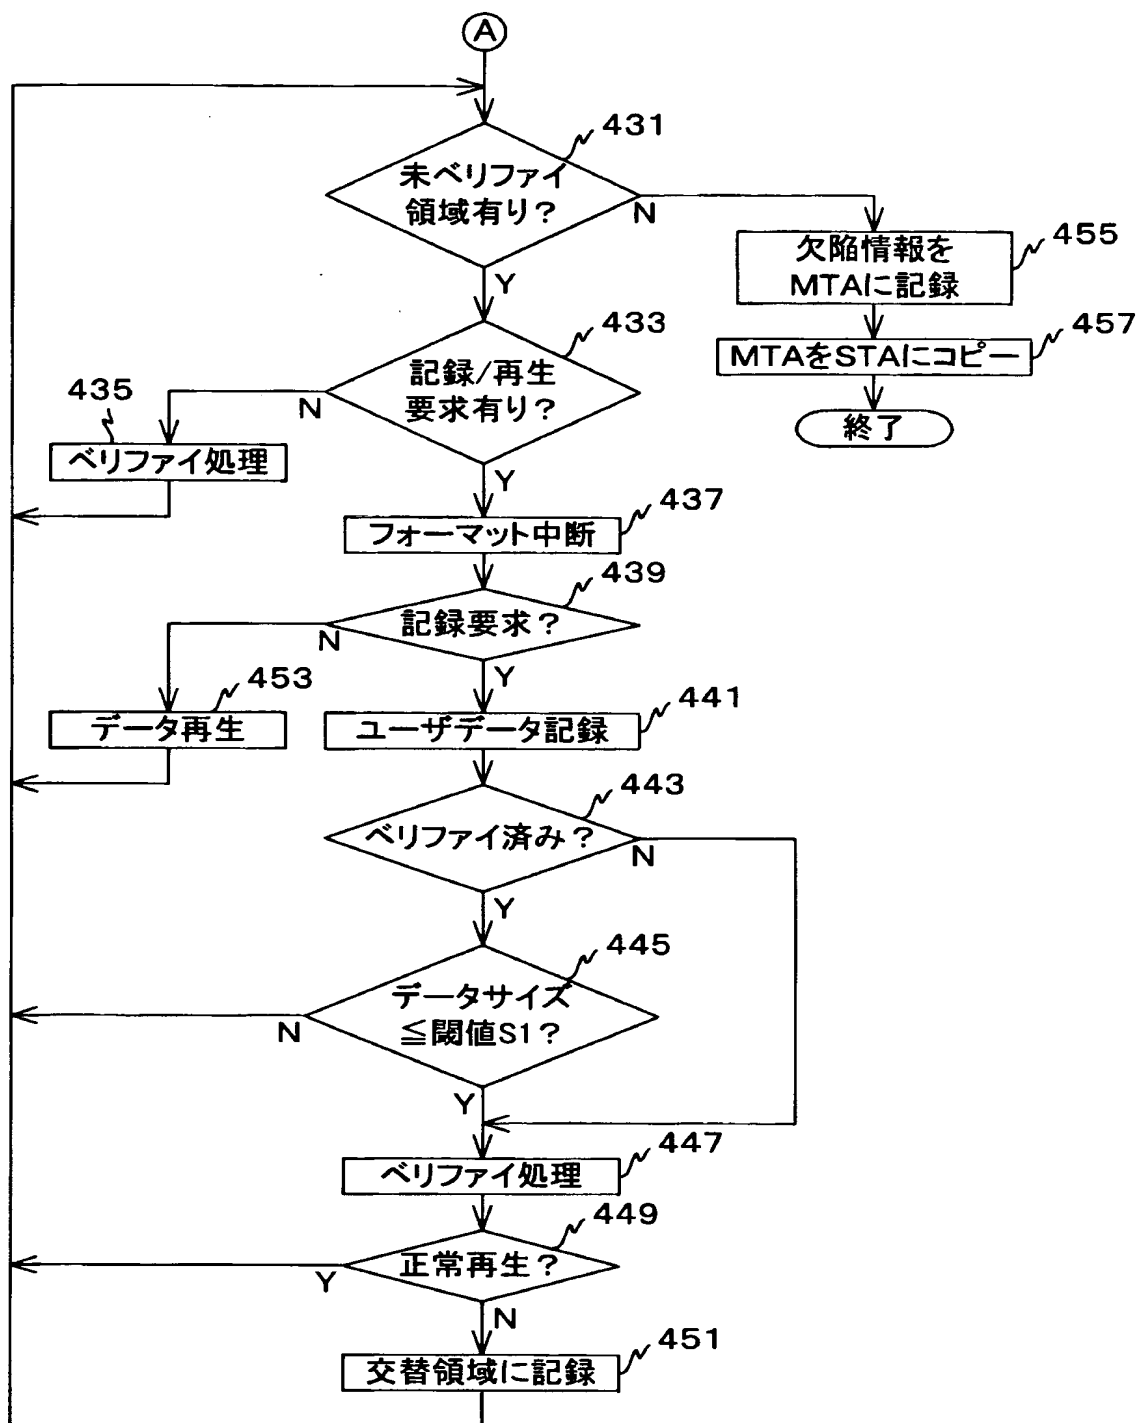 A
431
未ベリファイ
領域有り?
N
Y
欠陥情報を
MTAに記録
455
MTAをSTAにコピー
457
終了
433
記録/再生
要求有り?
N
Y
435
ベリファイ処理
フォーマット中断
437
439
記録要求?
N
Y
453
データ再生
ユーザデータ記録
441
443
ベリファイ済み?
N
Y
445
データサイズ
≦閾値S1?
N
Y
ベリファイ処理
447
449
正常再生?
Y
N
交替領域に記録
451